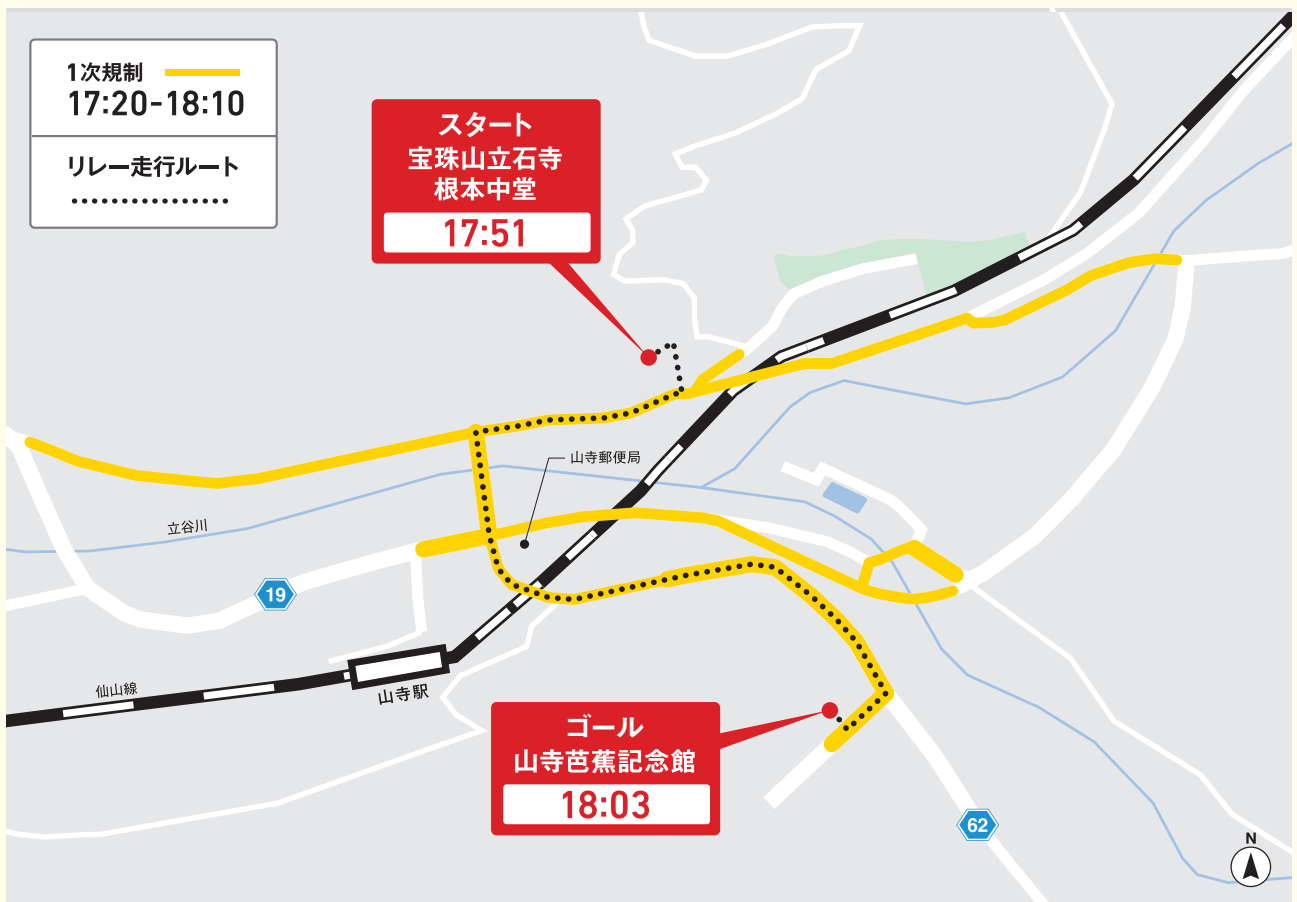 1次規制
17:20-18:10
リレー走行ルート
スタート
宝珠山立石寺
根本中堂
17:51
山寺郵便局
立谷川
19
仙山線
山寺駅
ゴール
山寺芭蕉記念館
18:03
62
N